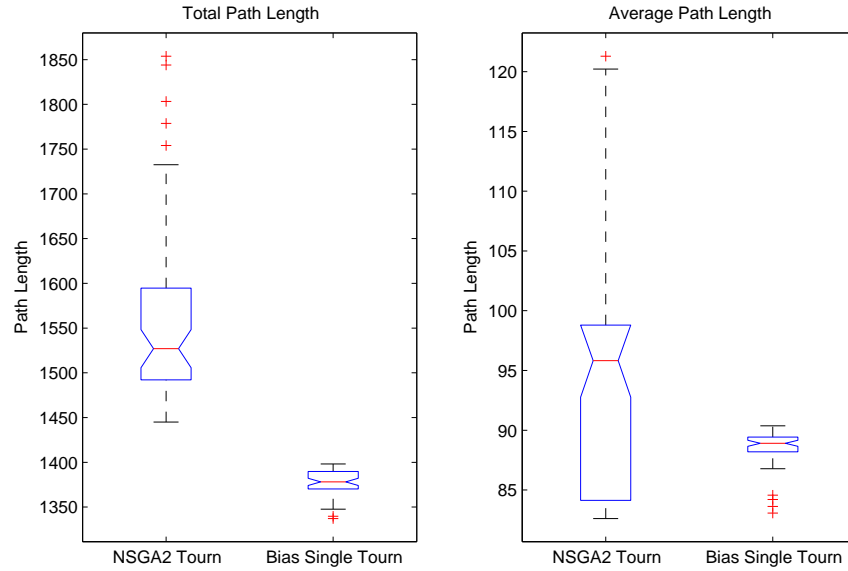 Total Path Length
Path Length
1850
1800
1750
1700
1650
1600
1550
1500
1450
1400
1350
NSGA2 Tourn
Bias Single Tourn
Average Path Length
Path Length
120
115
110
105
100
95
90
85
NSGA2 Tourn
Bias Single Tourn